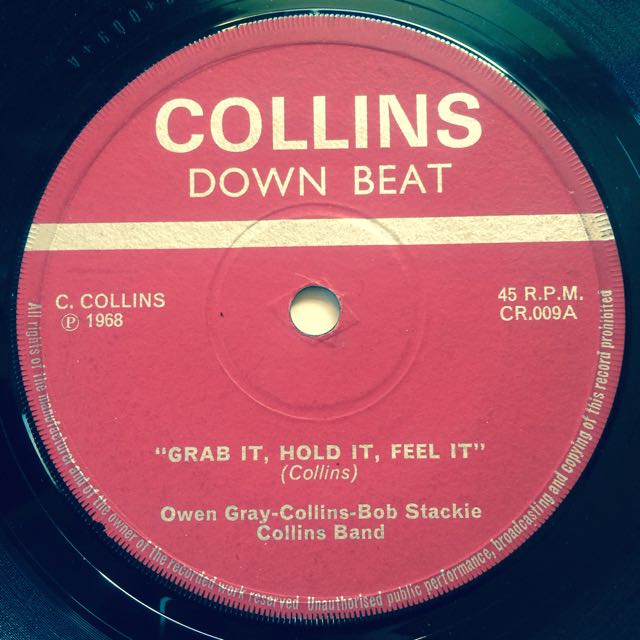 COLLINS
DOWN BEAT
C. COLLINS
℗ 1968
45 R.P.M.
CR.009A
"GRAB IT, HOLD IT, FEEL IT"
(Collins)
Owen Gray-Collins-Bob Stackie
Collins Band
All rights of the manufacturer and of the owner of the recorded work reserved Unauthorised public performance, broadcasting and copying of this record prohibited